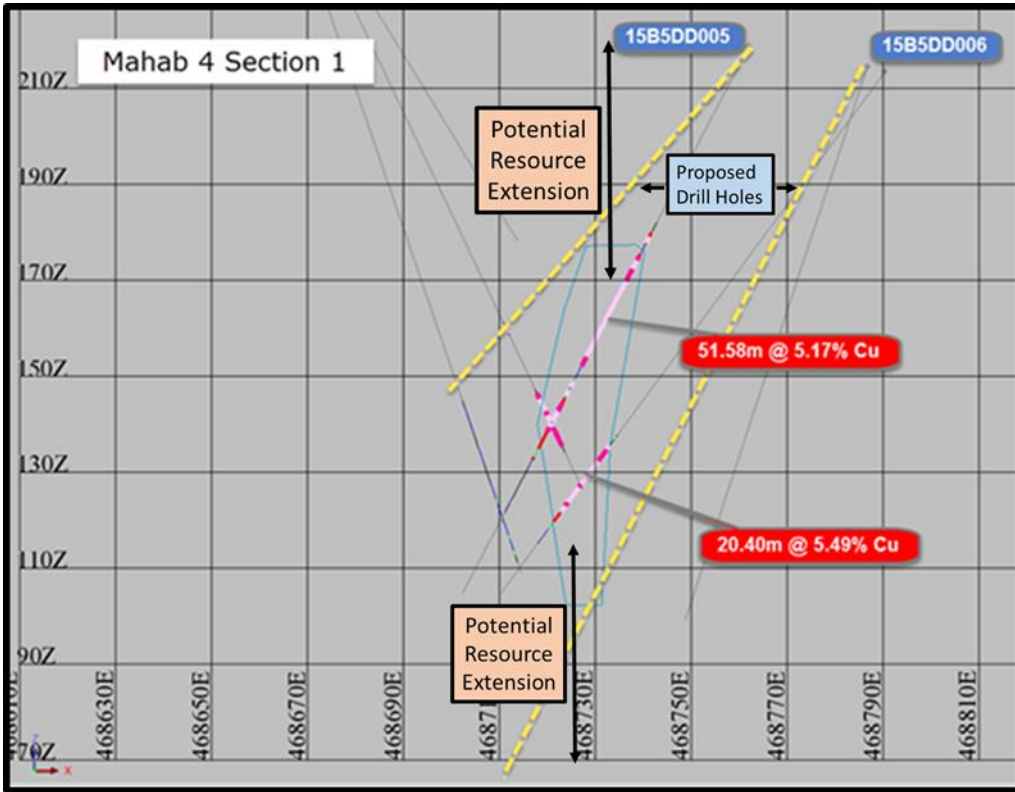 Mahab 4 Section 1
15B5DD005
15B5DD006
210Z
Potential
Resource
Extension
190Z
Proposed
Drill Holes
170Z
51.58m @ 5.17% Cu
150Z
130Z
20.40m @ 5.49% Cu
110Z
Potential
Resource
Extension
90Z
70Z
468610E
468630E
468650E
468670E
468690E
46871
468730E
468750E
468770E
468790E
468810E
Z
X